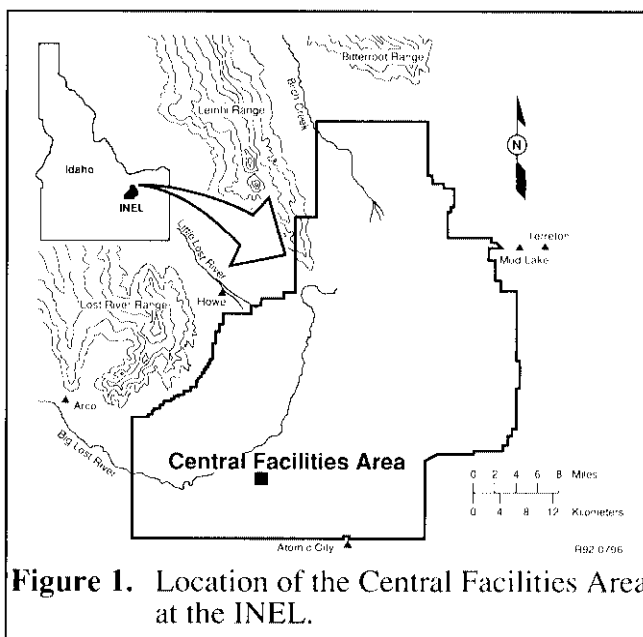 Bitterroot Range
Birch Creek
Lemhi Range
Idaho
INEL
N
Terreton
Mud Lake
Little Lost River
Howe
Lost River Range
Arco
Big Lost River
Central Facilities Area
0 2 4 6 8 Miles
0 4 8 12 Kilometers
Atomic City
R92 0796
Figure 1. Location of the Central Facilities Area
at the INEL.